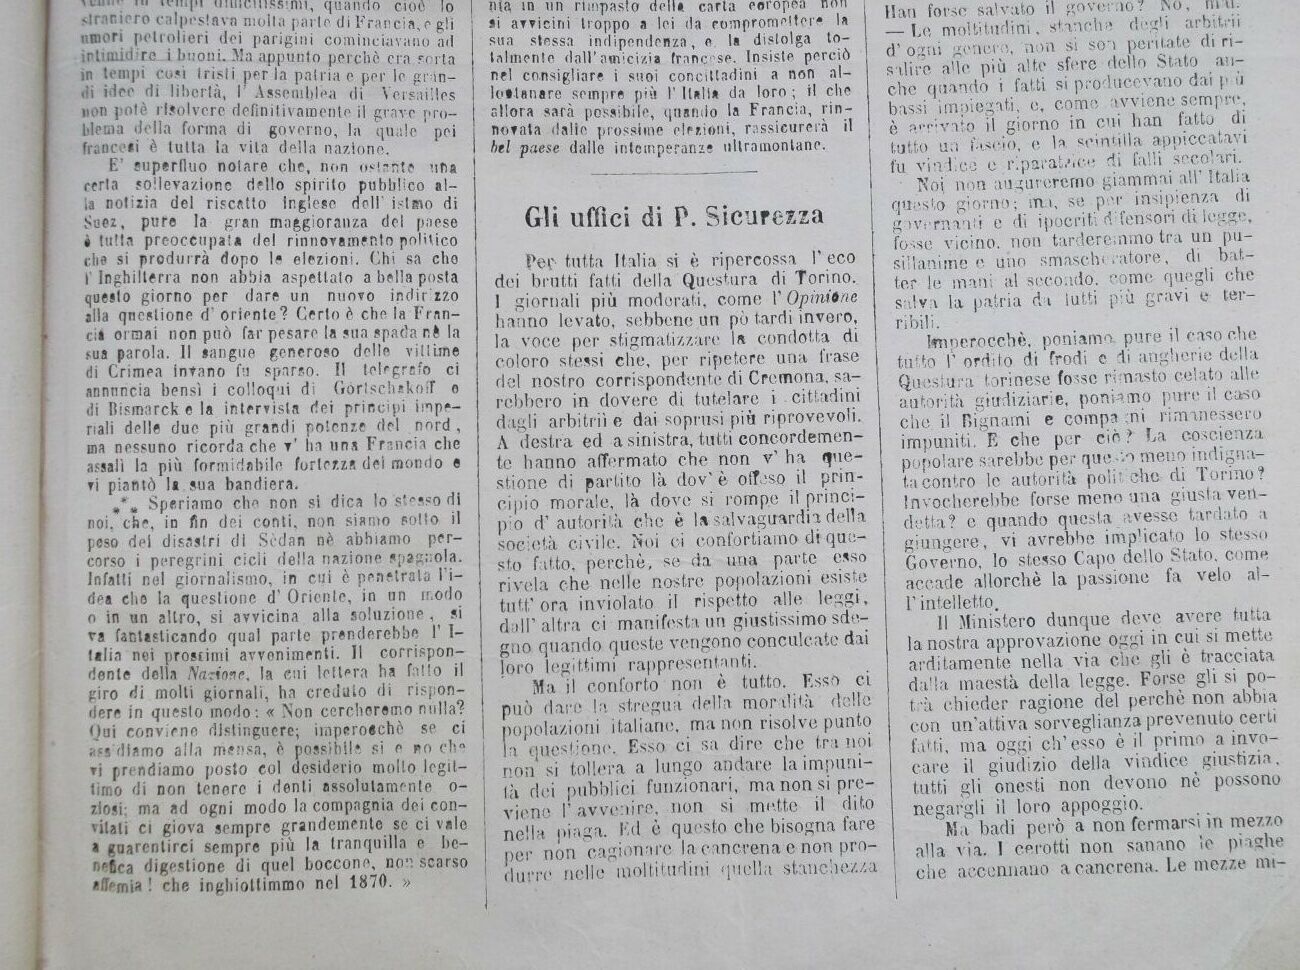 venne in tempi difficilissimi, quando cioè lo
straniero calpestava molta parte di Francia, e gli
umori petrolieri dei parigini cominciavano ad
intimidire i buoni. Ma appunto perchè era sorta
in tempi così tristi per la patria e per le gran-
di idee di libertà, l'Assemblea di Versailles
non potè risolvere definitivamente il grave pro-
blema della forma di governo, la quale pei
francesi è tutta la vita della nazione.
E' superfluo notare che, non ostante una
certa sollevazione dello spirito pubblico al-
la notizia del riscatto Inglese dell'istmo di
Suez, pure la gran maggioranza del paese
è tutta preoccupata del rinnovamento politico
che si produrrà dopo le elezioni. Chi sa che
l'Inghilterra non abbia aspettato a bella posta
questo giorno per dare un nuovo indirizzo
alla questione d'oriente? Certo è che la Fran-
cia ormai non può far pesare la sua spada nè la
sua parola. Il sangue generoso delle vittime
di Crimea invano fu sparso. Il telegrafo ci
annuncia bensì i colloqui di Gortschakoff e
di Bismarck e la intervista dei principi impe-
riali delle due più grandi potenze del nord,
ma nessuno ricorda che v'ha una Francia che
assalì la più formidabile fortezza del mondo e
vi piantò la sua bandiera.
*** Speriamo che non si dica lo stesso di
noi, che, in fin dei conti, non siamo sotto il
peso dei disastri di Sèdan nè abbiamo per-
corso i peregrini cicli della nazione spagnola.
Infatti nel giornalismo, in cui è penetrata l'i-
dea che la questione d'Oriente, in un modo
o in un altro, si avvicina alla soluzione, si
va fantasticando qual parte prenderebbe l'I-
talia nei prossimi avvenimenti. Il corrispon-
dente della Nazione, la cui lettera ha fatto il
giro di molti giornali, ha creduto di rispon-
dere in questo modo: « Non cercheremo nulla?
Qui conviene distinguere; imperocchè se ci
assidiamo alla mensa, è possibile si e no che
vi prendiamo posto col desiderio molto legit-
timo di non tenere i denti assolutamente o-
ziosi; ma ad ogni modo la compagnia dei con-
vitati ci giova sempre grandemente se ci vale
a guarentirci sempre più la tranquilla e be-
nefica digestione di quel boccone, non scarso
affemia! che inghiottimmo nel 1870. »
nia in un rimpasto della carta europea non
si avvicini troppo a lei da compromettere la
sua stessa indipendenza, e la distolga to-
talmente dall'amicizia francese. Insiste perciò
nel consigliare i suoi concittadini a non al-
lontanare sempre più l'Italia da loro; il che
allora sarà possibile, quando la Francia, rin-
novata dalle prossime elezioni, rassicurerà il
bel paese dalle intemperanze ultramontane.
Gli uffici di P. Sicurezza
Per tutta Italia si è ripercossa l'eco
dei brutti fatti della Questura di Torino.
I giornali più moderati, come l'Opinione
hanno levato, sebbene un pò tardi invero,
la voce per stigmatizzare la condotta di
coloro stessi che, per ripetere una frase
del nostro corrispondente di Cremona, sa-
rebbero in dovere di tutelare i cittadini
dagli arbitrii e dai soprusi più riprovevoli.
A destra ed a sinistra, tutti concordemen-
te hanno affermato che non v'ha que-
stione di partito là dov'è offeso il prin-
cipio morale, là dove si rompe il princi-
pio d'autorità che è la salvaguardia della
società civile. Noi ci confortiamo di que-
sto fatto, perchè, se da una parte esso
rivela che nelle nostre popolazioni esiste
tutt'ora inviolato il rispetto alle leggi,
dall'altra ci manifesta un giustissimo sde-
gno quando queste vengono conculcate dai
loro legittimi rappresentanti.
Ma il conforto non è tutto. Esso ci
può dare la stregua della moralità delle
popolazioni italiane, ma non risolve punto
la questione. Esso ci sa dire che tra noi
non si tollera a lungo andare la impuni-
tà dei pubblici funzionari, ma non si pre-
viene l'avvenire, non si mette il dito
nella piaga. Ed è questo che bisogna fare
per non cagionare la cancrena e non pro-
durre nelle moltitudini quella stanchezza
Han forse salvato il governo? No, mai.
— Le moltitudini, stanche degli arbitrii
d'ogni genere, non si son peritate di ri-
salire alle più alte sfere dello Stato an-
che quando i fatti si producevano dai più
bassi impiegati, e, come avviene sempre,
è arrivato il giorno in cui han fatto di
tutto un fascio, e la scintilla appiccatavi
fu vindice e riparatrice di falli secolari.
Noi non augureremo giammai all'Italia
questo giorno; ma, se per insipienza di
governanti e di ipocriti difensori di legge,
fosse vicino, non tarderemmo tra un pu-
sillanime e uno smascheratore, di bat-
ter le mani al secondo, come quegli che
salva la patria da lutti più gravi e ter-
ribili.
Imperocchè, poniamo pure il caso che
tutto l'ordito di frodi e di angherie della
Questura torinese fosse rimasto celato alle
autorità giudiziarie, poniamo pure il caso
che il Bignami e compagni rimanessero
impuniti. E che per ciò? La coscienza
popolare sarebbe per questo meno indigna-
ta contro le autorità politiche di Torino?
Invocherebbe forse meno una giusta ven-
detta? e quando questa avesse tardato a
giungere, vi avrebbe implicato lo stesso
Governo, lo stesso Capo dello Stato, come
accade allorchè la passione fa velo al-
l'intelletto.
Il Ministero dunque deve avere tutta
la nostra approvazione oggi in cui si mette
arditamente nella via che gli è tracciata
dalla maestà della legge. Forse gli si po-
trà chieder ragione del perchè non abbia
con un'attiva sorveglianza prevenuto certi
fatti, ma oggi ch'esso è il primo a invo-
care il giudizio della vindice giustizia,
tutti gli onesti non devono nè possono
negargli il loro appoggio.
Ma badi però a non fermarsi in mezzo
alla via. I cerotti non sanano le piaghe
che accennano a cancrena. Le mezze mi-